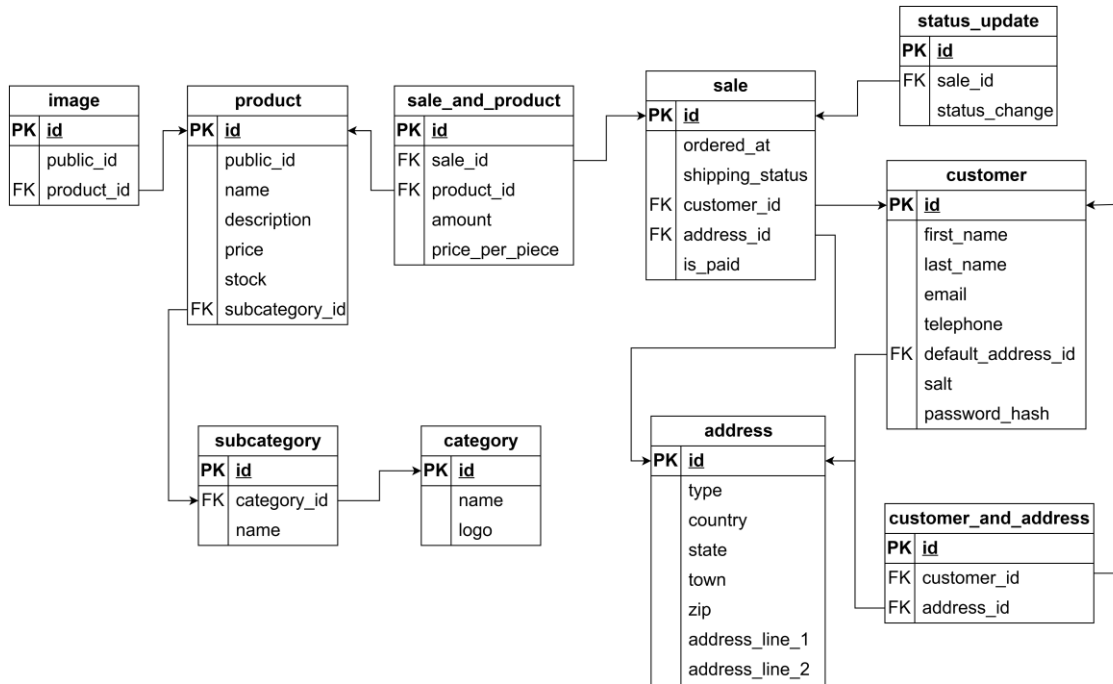 status_update
PK id
FK sale_id
status_change
image
PK id
public_id
FK product_id
product
PK id
public_id
name
description
price
stock
FK subcategory_id
sale_and_product
PK id
FK sale_id
FK product_id
amount
price_per_piece
sale
PK id
ordered_at
shipping_status
FK customer_id
FK address_id
is_paid
customer
PK id
first_name
last_name
email
telephone
FK default_address_id
salt
password_hash
subcategory
PK id
FK category_id
name
category
PK id
name
logo
address
PK id
type
country
state
town
zip
address_line_1
address_line_2
customer_and_address
PK id
FK customer_id
FK address_id